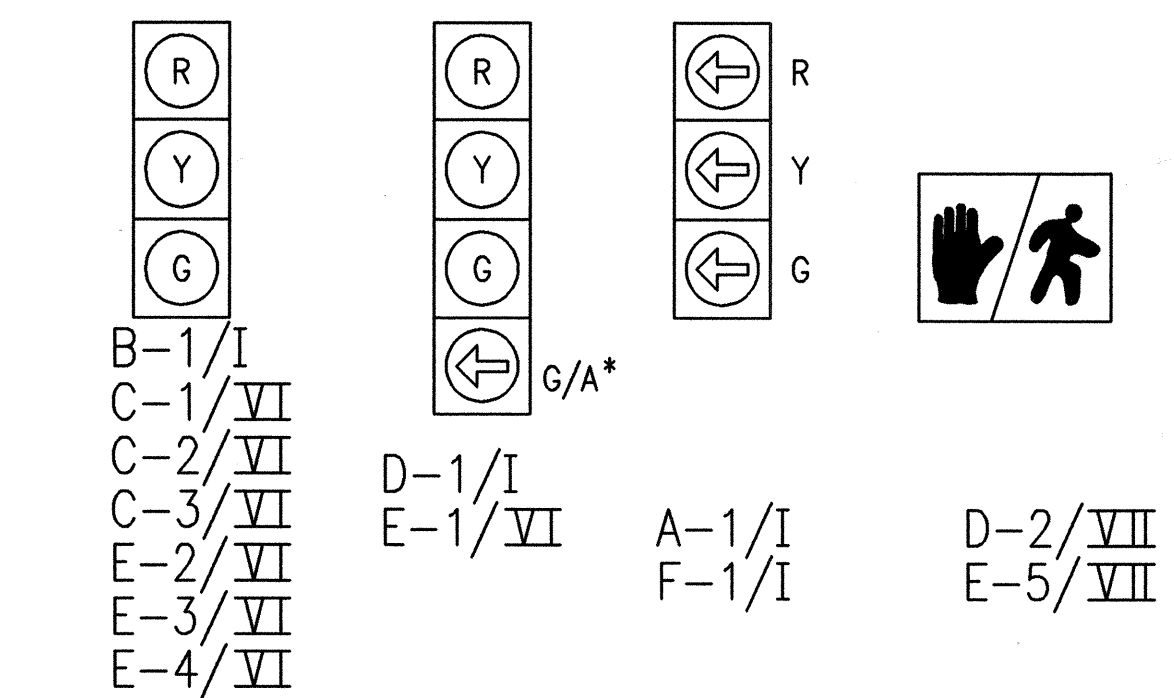 R
Y
G
B-1/I
C-1/VI
C-2/VI
C-3/VI
E-2/VI
E-3/VI
E-4/VI
R
Y
G
G/A*
D-1/I
E-1/VI
R
Y
G
A-1/I
F-1/I
D-2/VII
E-5/VII